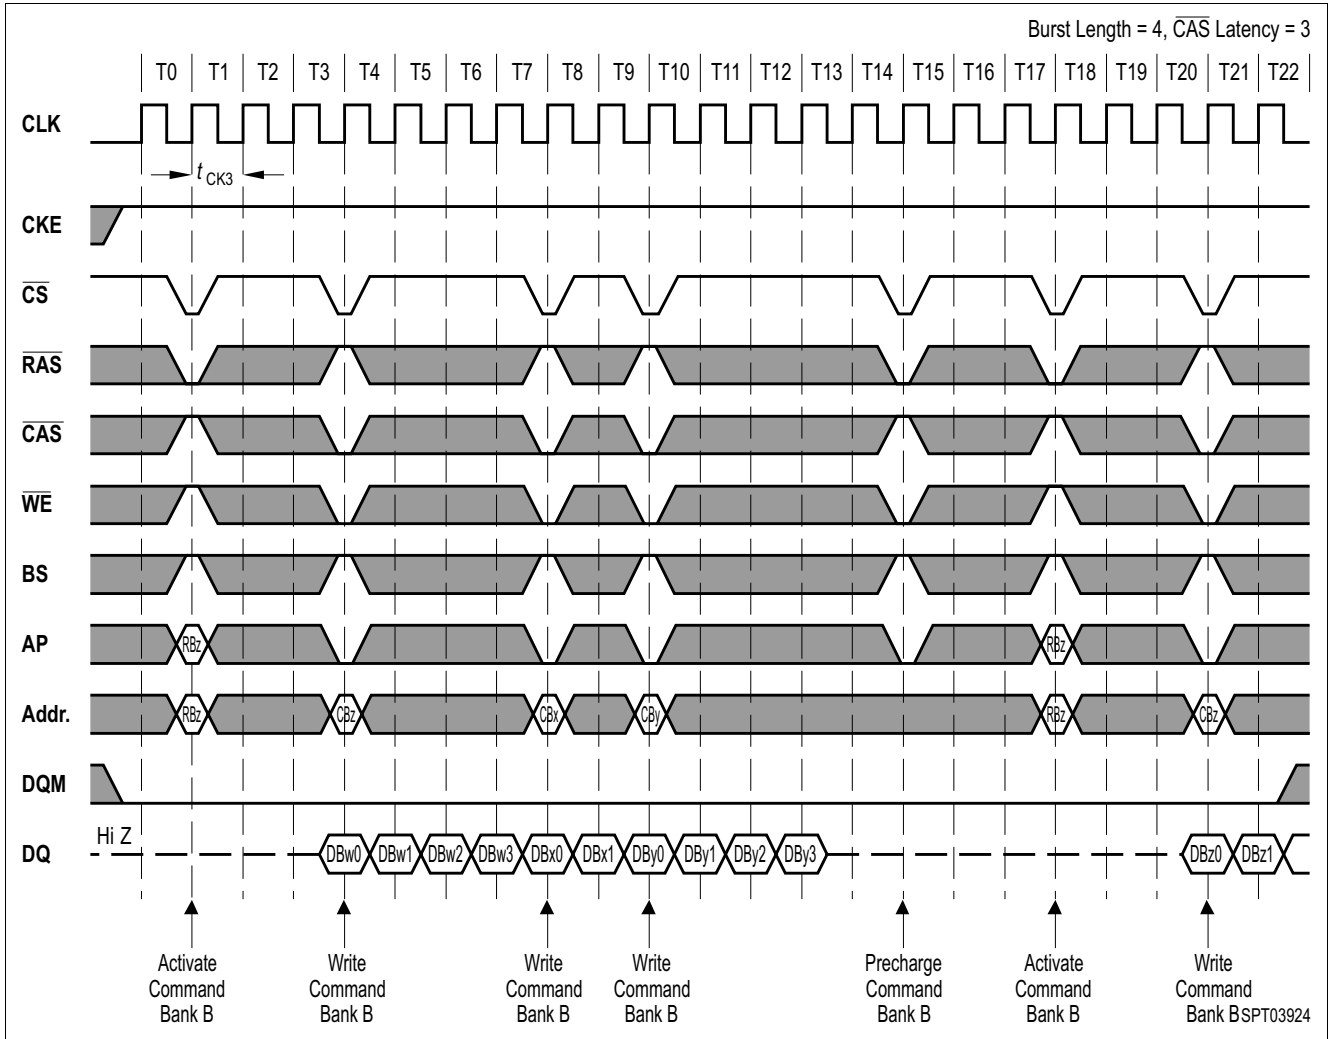 Burst Length = 4, CAS Latency = 3
T0 T1 T2 T3 T4 T5 T6 T7 T8 T9 T10 T11 T12 T13 T14 T15 T16 T17 T18 T19 T20 T21 T22
CLK
t CK3
CKE
CS
RAS
CAS
WE
BS
AP RBz RBz
Addr. RBz CBz CBx CBy RBz CBz
DQM
Hi Z
DQ DBw0 DBw1 DBw2 DBw3 DBx0 DBx1 DBy0 DBy1 DBy2 DBy3 DBz0 DBz1
Activate Write Write Write Precharge Activate Write
Command Command Command Command Command Command Command
Bank B Bank B Bank B Bank B Bank B Bank B Bank B SPT03924